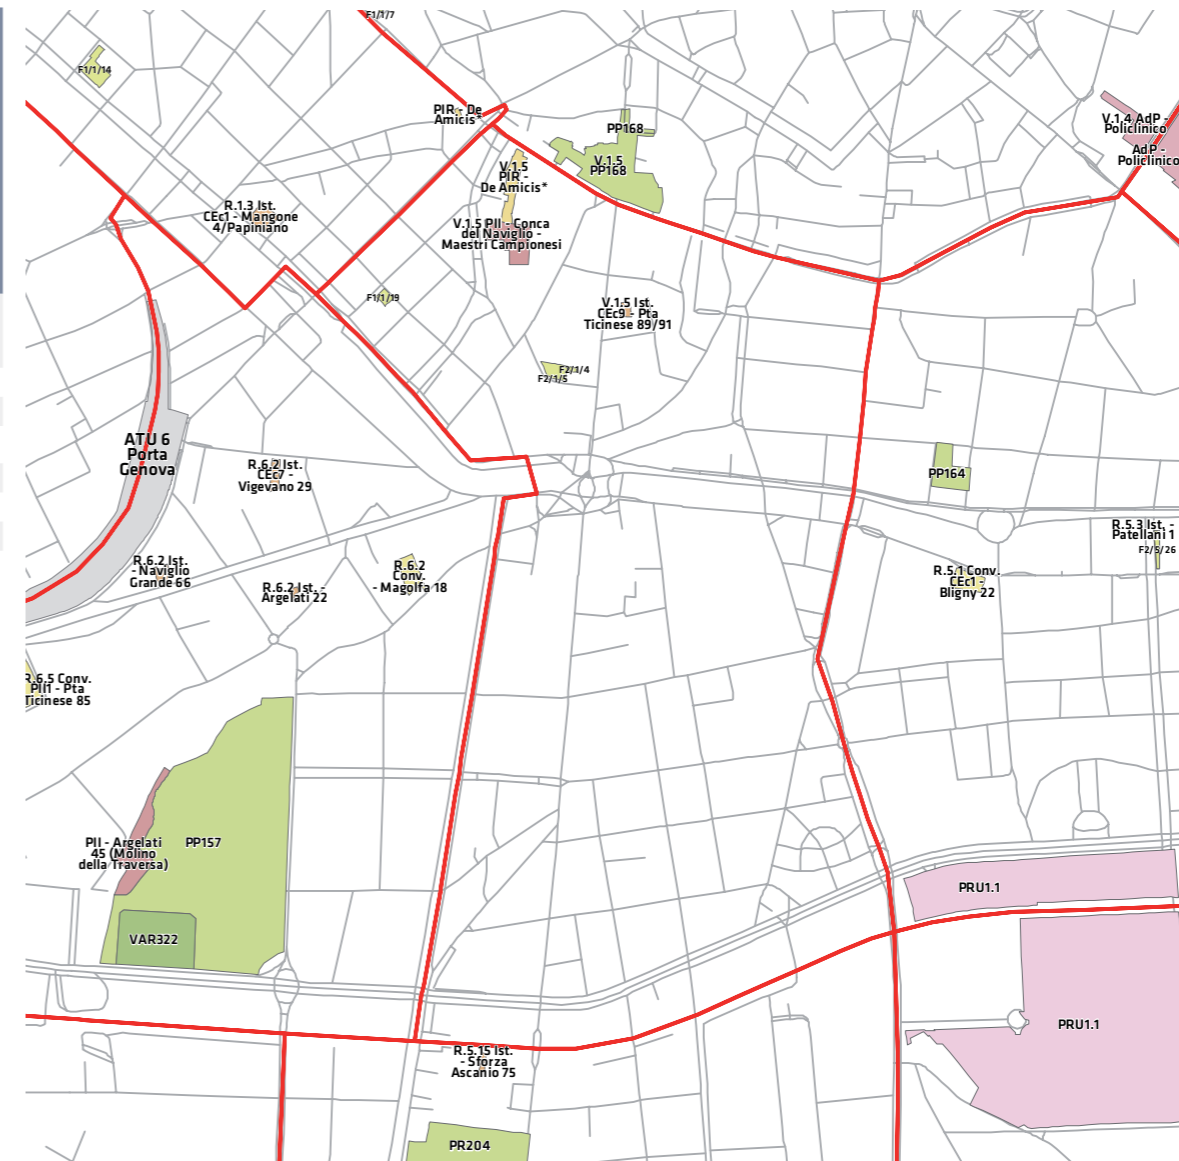 F1/1/7
F1/1/14
PIR - De
Amicis*
PP168
V.1.4 AdP -
Policlinico
AdP -
Policlinico
V.1.5
PP168
V.1.5
PIR -
De Amicis*
R.1.3 Ist.
CEc1 - Mangone
4/Papiniano
V.1.5 PII - Conca
del Naviglio -
Maestri Campionesi
F1/1/19
V.1.5 Ist.
CEc9 - Pta
Ticinese 89/91
F2/1/4
F2/1/5
ATU 6
Porta
Genova
R.6.2 Ist.
CEc7 -
Vigevano 29
PP164
R.5.3 Ist. -
Patellani 1
F2/5/26
R.6.2 Ist.
- Naviglio
Grande 66
R.6.2 Ist. -
Argelati 22
R.6.2
Conv.
- Magolfa 18
R.5.1 Conv.
CEc1 -
Bligny 22
R.6.5 Conv.
PII1 - Pta
Ticinese 85
PII - Argelati
45 (Molino
della Traversa)
PP157
PRU1.1
VAR322
PRU1.1
R.5.15 Ist.
- Sforza
Ascanio 75
PR204